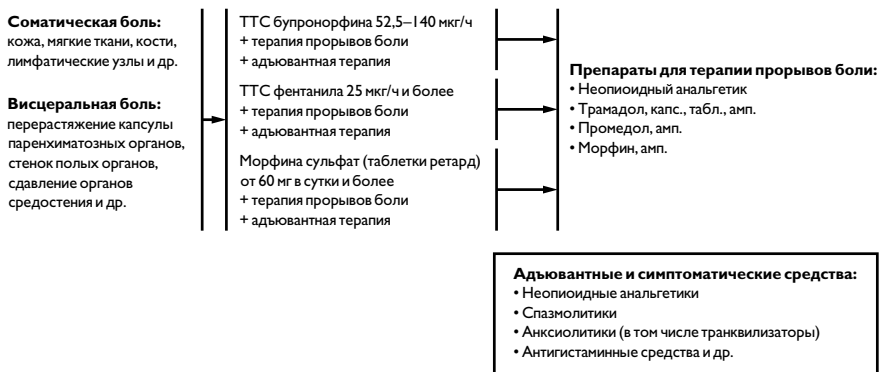 Соматическая боль:
кожа, мягкие ткани, кости,
лимфатические узлы и др.
Висцеральная боль:
перерастяжение капсулы
паренхиматозных органов,
стенок полых органов,
сдавление органов
средостения и др.
ТТС бупронорфина 52,5–140 мкг/ч
+ терапия прорывов боли
+ адъювантная терапия
ТТС фентанила 25 мкг/ч и более
+ терапия прорывов боли
+ адъювантная терапия
Морфина сульфат (таблетки ретард)
от 60 мг в сутки и более
+ терапия прорывов боли
+ адъювантная терапия
Препараты для терапии прорывов боли:
• Неопиоидный анальгетик
• Трамадол, капс., табл., амп.
• Промедол, амп.
• Морфин, амп.
Адъювантные и симптоматические средства:
• Неопиоидные анальгетики
• Спазмолитики
• Анксиолитики (в том числе транквилизаторы)
• Антигистаминные средства и др.